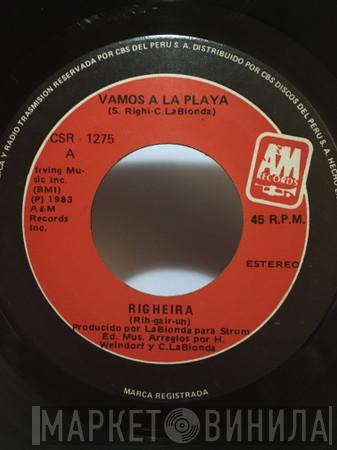 Y RADIO TRASMISION RESERVADA POR CBS DEL PERU S. A. DISTRIBUIDO POR CBS DISCOS DEL PERU S. A. HECHO
VAMOS A LA PLAYA
(S. Righi-C. LaBionda)
CSR - 1275
A
Irving Mu-
sic Inc.
(BMI)
(P) 1983
A&M
Records
Inc.
A&M
RECORDS
45 R.P.M.
ESTEREO
RIGHEIRA
(Rih-gair-uh)
Producido por LaBionda para Strum
Ed. Mus. Arreglos por H.
Weindorf y C. LaBionda
MARCA REGISTRADA
МАРКЕТ ВИНИЛА